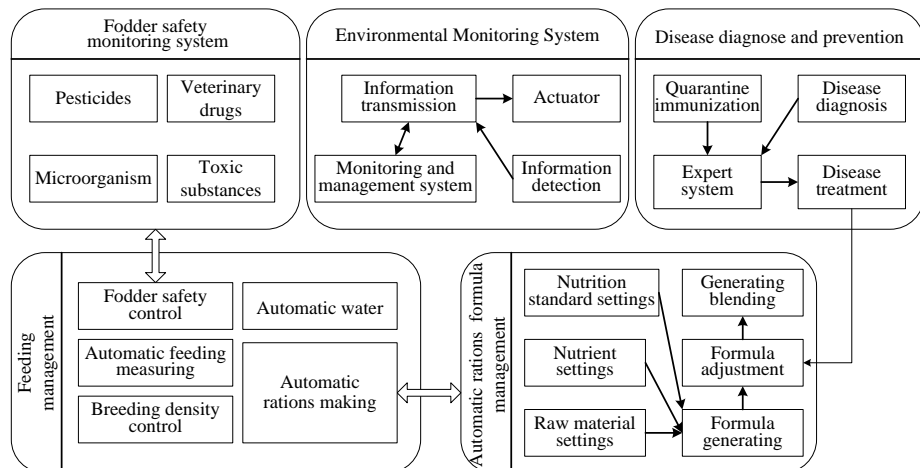 Fodder safety
monitoring system
Pesticides
Veterinary
drugs
Microorganism
Toxic
substances
Environmental Monitoring System
Information
transmission
Actuator
Monitoring and
management system
Information
detection
Disease diagnose and prevention
Quarantine
immunization
Disease
diagnosis
Expert
system
Disease
treatment
Feeding
management
Fodder safety
control
Automatic water
Automatic feeding
measuring
Automatic
rations making
Breeding density
control
Automatic rations formula
management
Nutrition
standard settings
Generating
blending
Nutrient
settings
Formula
adjustment
Raw material
settings
Formula
generating